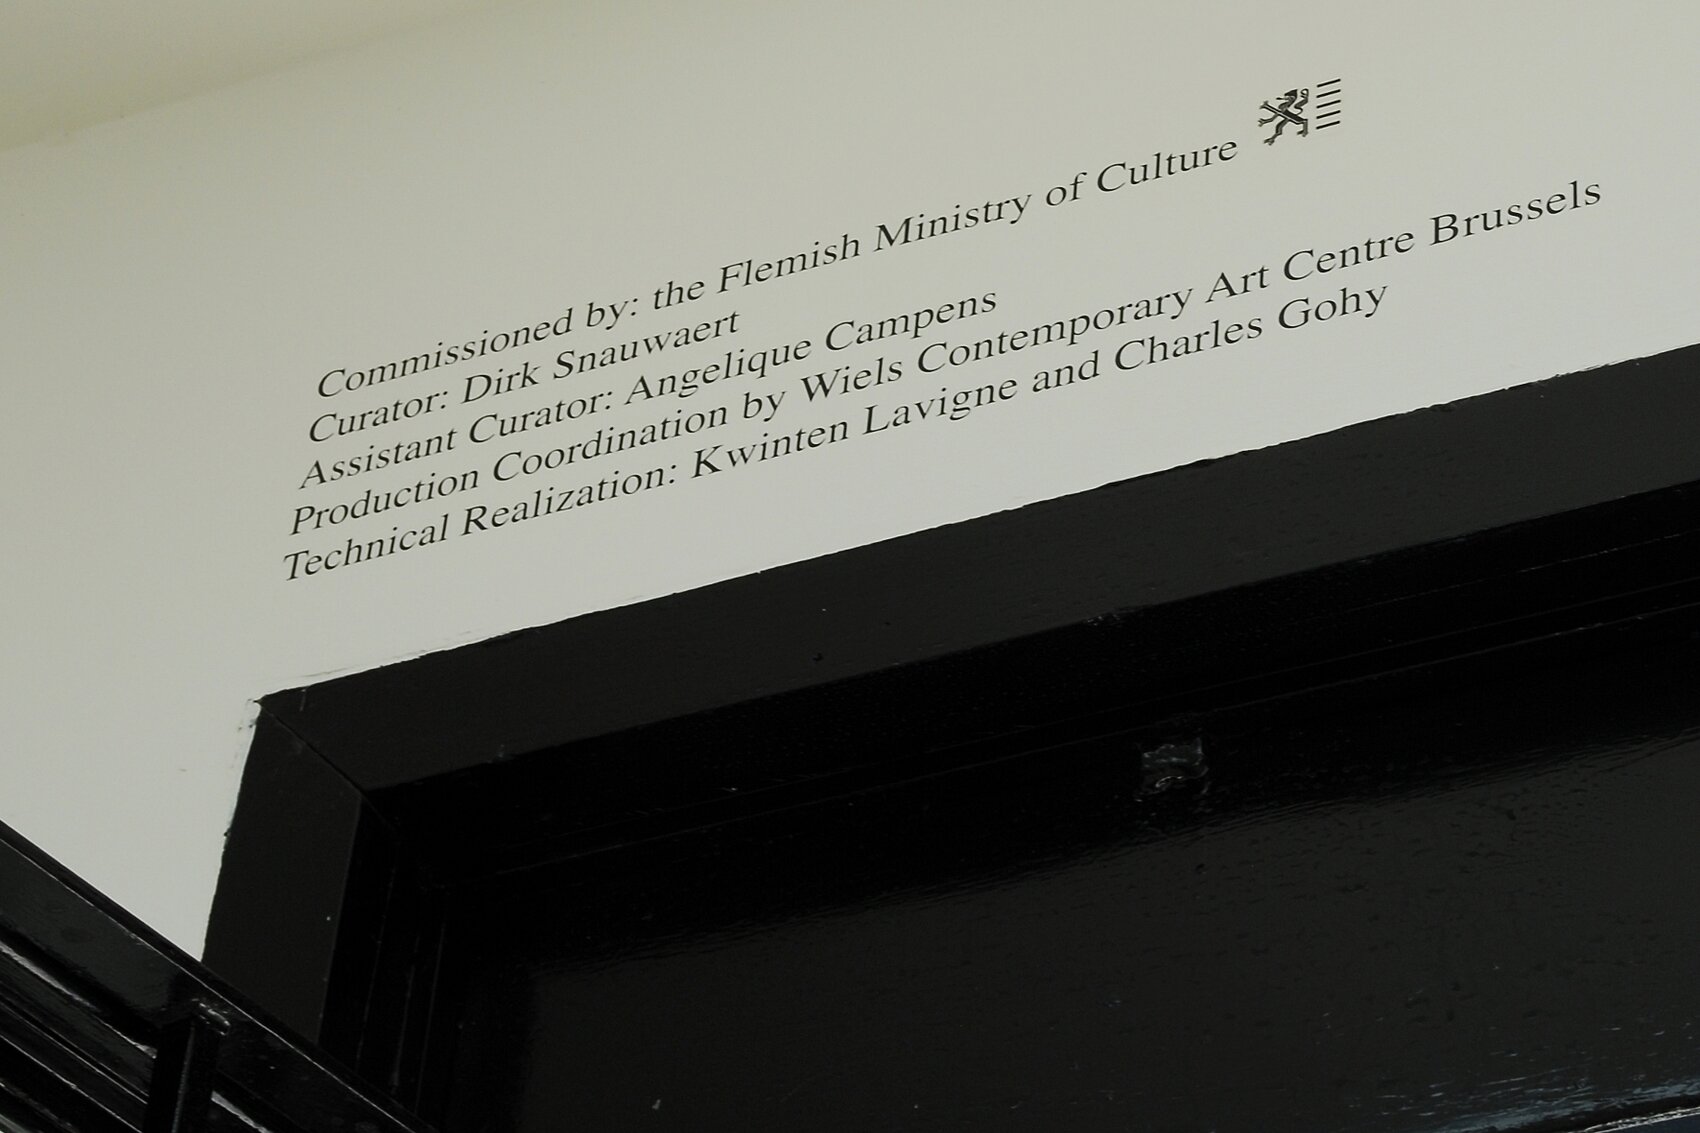 Commissioned by: the Flemish Ministry of Culture
Curator: Dirk Snauwaert
Assistant Curator: Angelique Campens
Production Coordination by Wiels Contemporary Art Centre Brussels
Technical Realization: Kwinten Lavigne and Charles Gohy